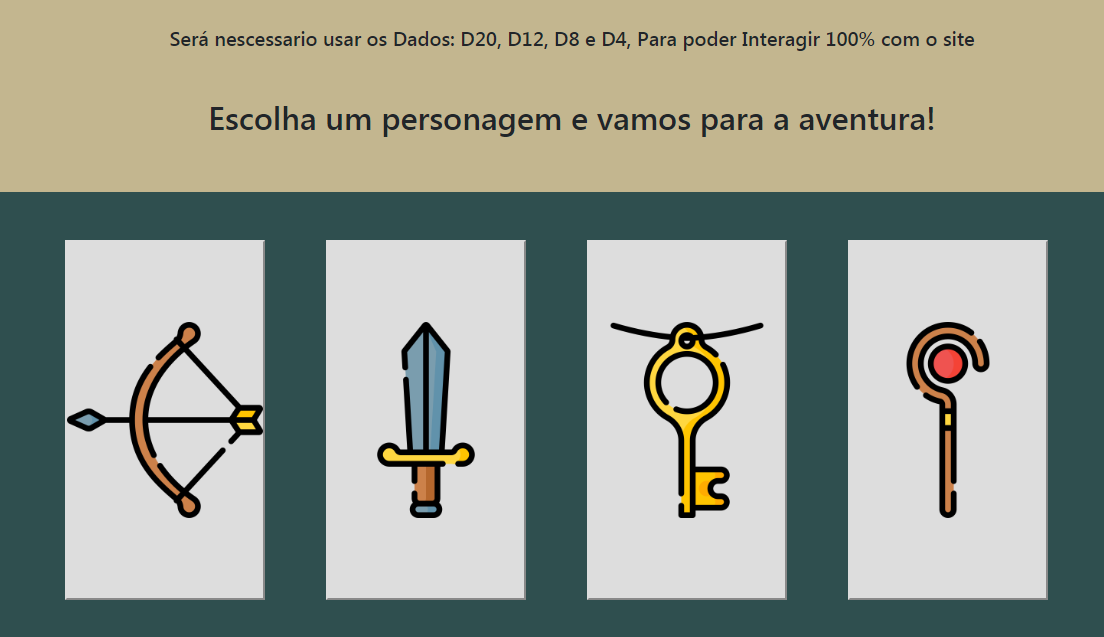 Será nescessario usar os Dados: D20, D12, D8 e D4, Para poder Interagir 100% com o site
Escolha um personagem e vamos para a aventura!